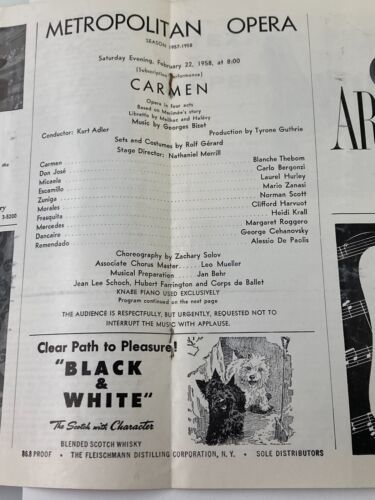 METROPOLITAN OPERA
SEASON 1957-1958
Saturday Evening, February 22, 1958, at 8:00
(Subscription Performance)
CARMEN
Opera in four acts
Based on Merimée's story
Libretto by Meilhac and Halévy
Music by Georges Bizet
Conductor: Kurt Adler
Production by Tyrone Guthrie
Sets and Costumes by Rolf Gérard
Stage Director: Nathaniel Merrill
Carmen Blanche Thebom
Don José Carlo Bergonzi
Micaela Laurel Hurley
Escamillo Mario Zanasi
Zuniga Norman Scott
Morales Clifford Harvuot
Frasquita Heidi Krall
Mercedes Margaret Roggero
Dancaire George Cehanovsky
Remendado Alessio De Paolis
Choreography by Zachary Solov
Associate Chorus Master Leo Mueller
Musical Preparation Jan Behr
Jean Lee Schoch, Hubert Farrington and Corps de Ballet
KNABE PIANO USED EXCLUSIVELY
Program continued on the next page
THE AUDIENCE IS RESPECTFULLY, BUT URGENTLY, REQUESTED NOT TO
INTERRUPT THE MUSIC WITH APPLAUSE.
Clear Path to Pleasure!
"BLACK
&
WHITE"
The Scotch with Character
BLENDED SCOTCH WHISKY
86.8 PROOF • THE FLEISCHMANN DISTILLING CORPORATION, N. Y. • SOLE DISTRIBUTORS
the
ry
3-5200
AR